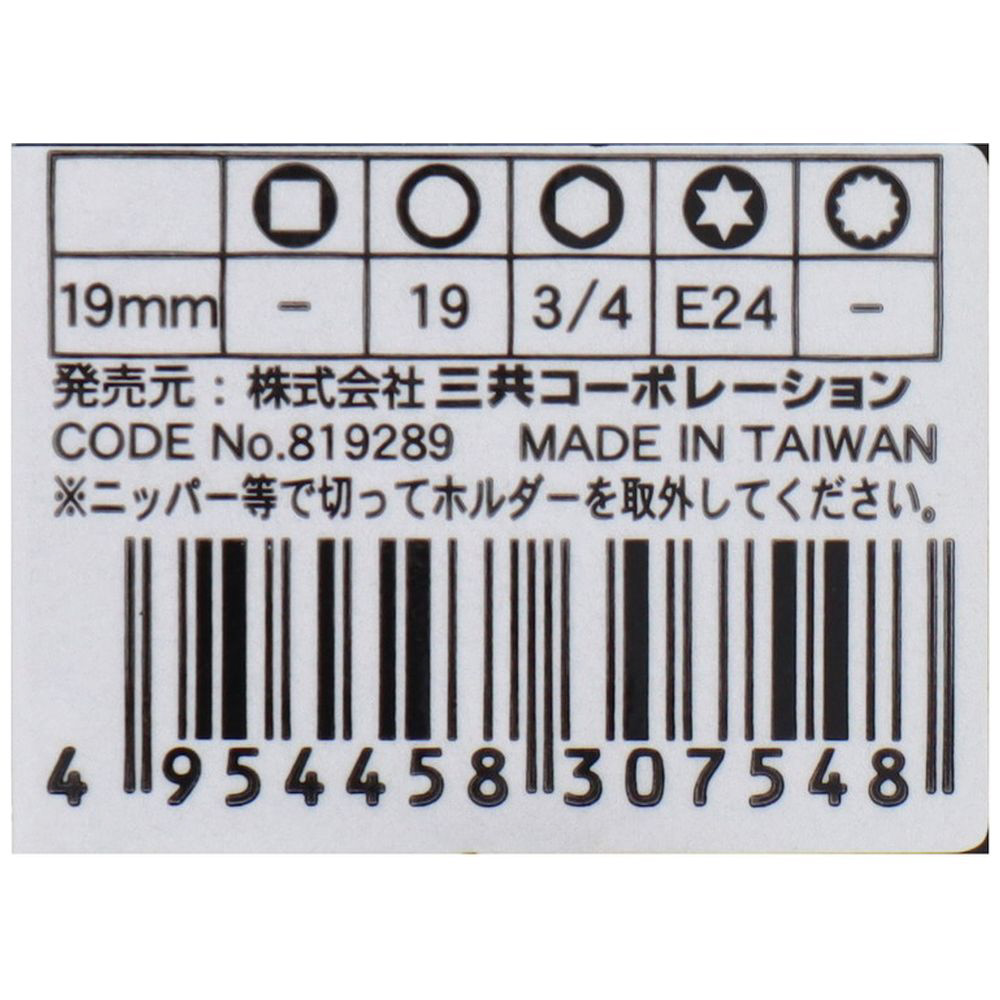 19mm - 19 3/4 E24 -
発売元：株式会社 三共コーポレーション
CODE No.819289 MADE IN TAIWAN
※ニッパー等で切ってホルダーを取外してください。
4 954458 307548